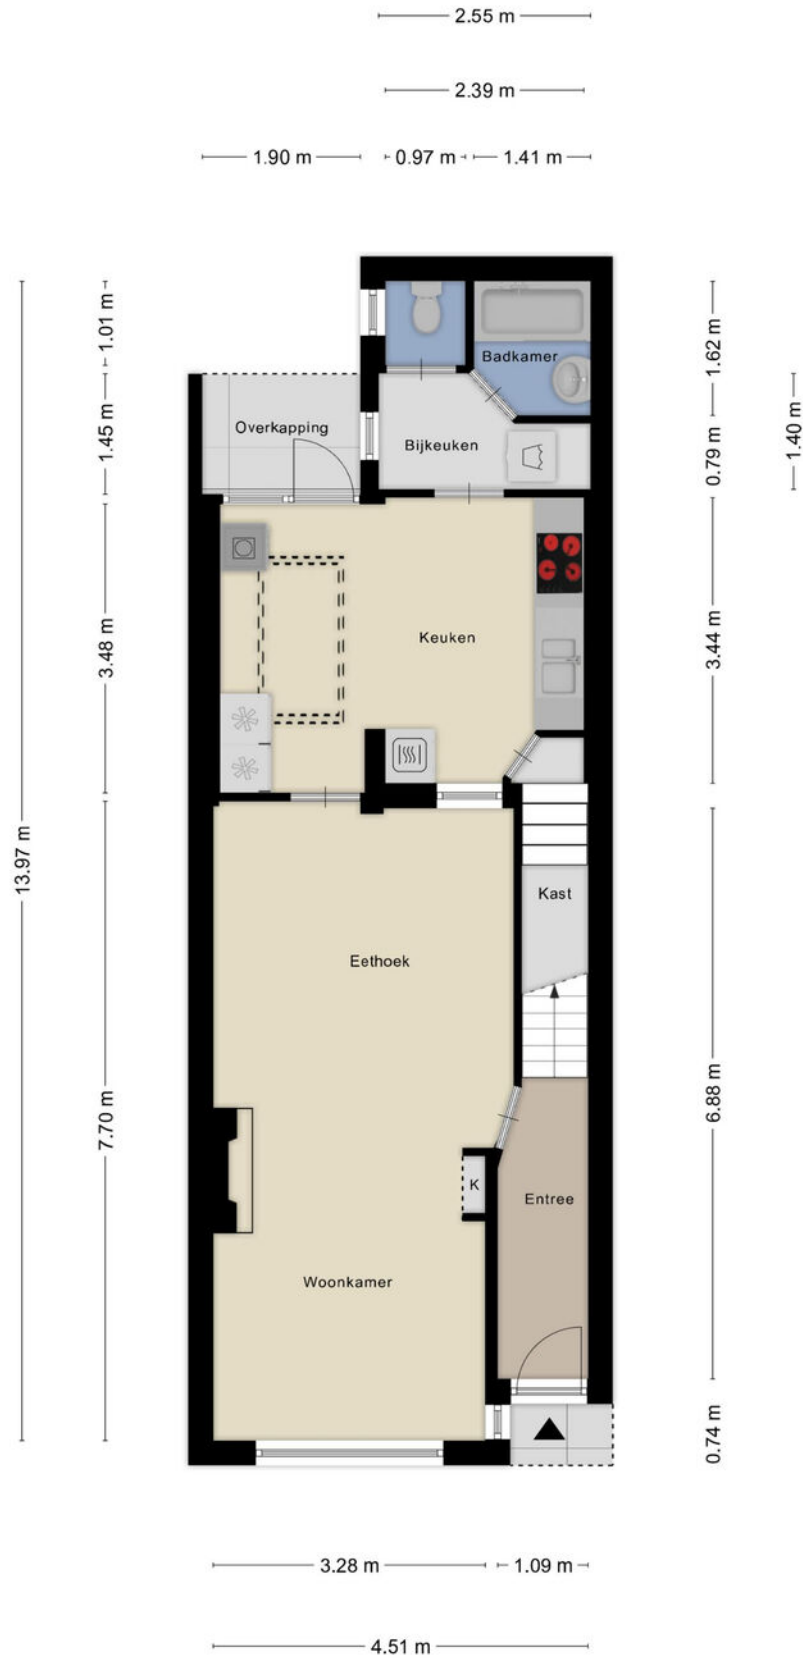 2.55 m
2.39 m
1.90 m
0.97 m
1.41 m
1.01 m
1.62 m
Badkamer
1.45 m
Overkapping
Bijkeuken
0.79 m
1.40 m
3.48 m
Keuken
3.44 m
13.97 m
Kast
Eethoek
7.70 m
6.88 m
K
Entree
Woonkamer
0.74 m
3.28 m
1.09 m
4.51 m